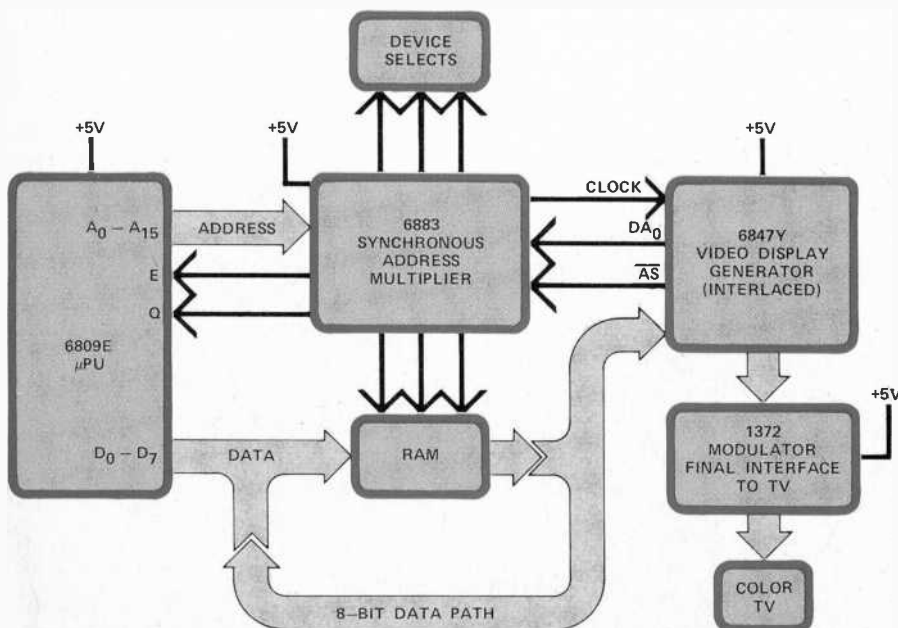 DEVICE
SELECTS
+5V
+5V
+5V
A0 – A15
ADDRESS
E
Q
6809E
μPU
D0 – D7
6883
SYNCHRONOUS
ADDRESS
MULTIPLIER
CLOCK
DA0
A̅S̅
6847Y
VIDEO DISPLAY
GENERATOR
(INTERLACED)
DATA
RAM
+5V
1372
MODULATOR
FINAL INTERFACE
TO TV
8–BIT DATA PATH
COLOR
TV